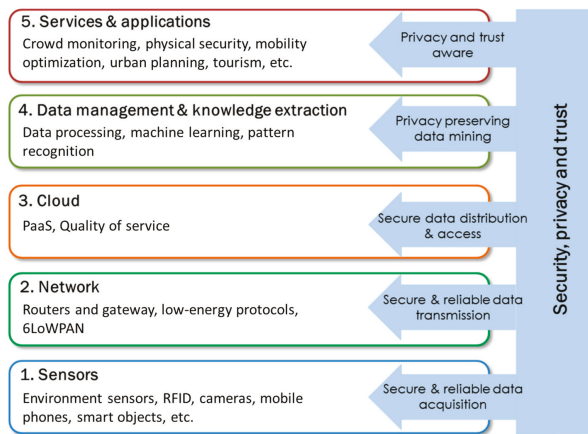 5. Services & applications
Crowd monitoring, physical security, mobility
optimization, urban planning, tourism, etc.
Privacy and trust
aware
4. Data management & knowledge extraction
Data processing, machine learning, pattern
recognition
Privacy preserving
data mining
3. Cloud
PaaS, Quality of service
Secure data distribution
& access
2. Network
Routers and gateway, low-energy protocols,
6LoWPAN
Secure & reliable data
transmission
1. Sensors
Environment sensors, RFID, cameras, mobile
phones, smart objects, etc.
Secure & reliable data
acquisition
Security, privacy and trust